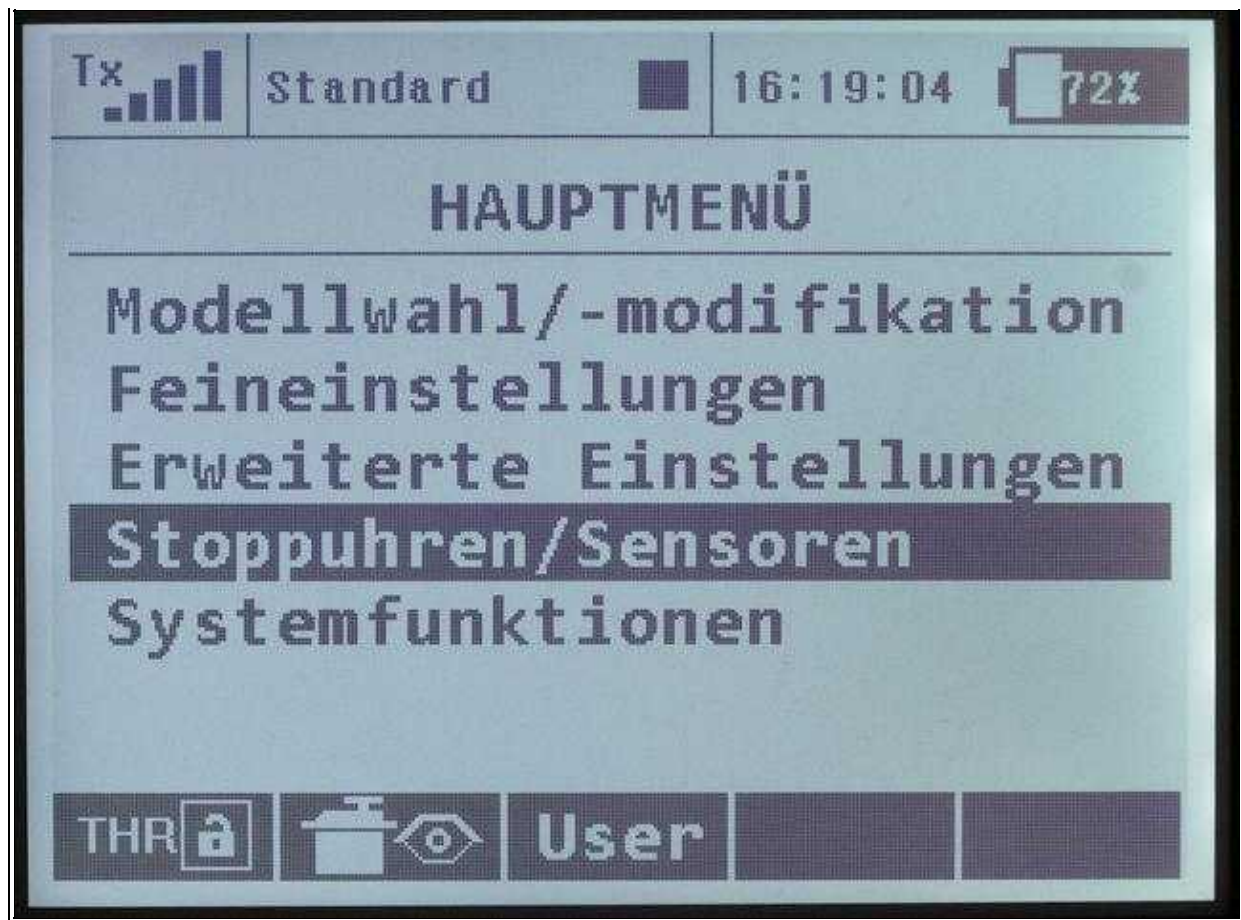 Tx Standard 16:19:04 72%
HAUPTMENÜ
Modellwahl/-modifikation
Feineinstellungen
Erweiterte Einstellungen
Stoppuhren/Sensoren
Systemfunktionen
THR User